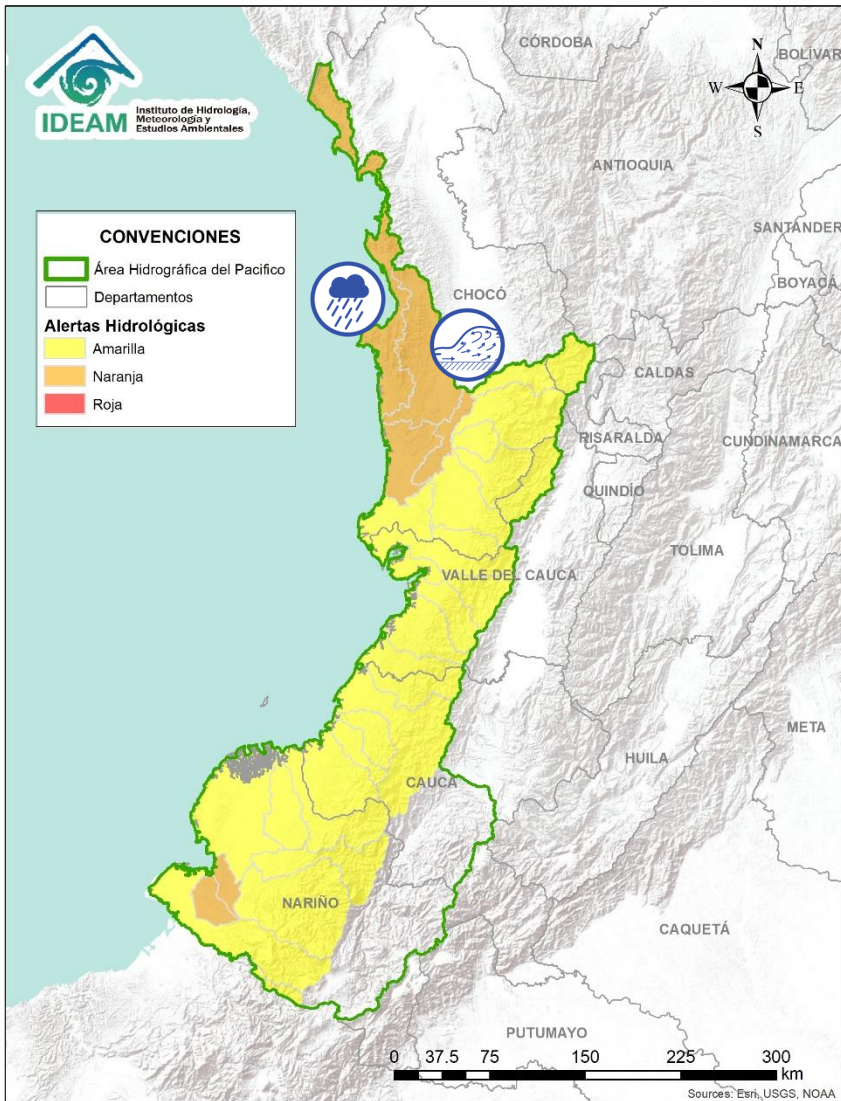 IDEAM
Instituto de Hidrología,
Meteorología y
Estudios Ambientales
N
W
E
S
CONVENCIONES
Área Hidrográfica del Pacifico
Departamentos
Alertas Hidrológicas
Amarilla
Naranja
Roja
CÓRDOBA
BOLÍVAR
ANTIOQUIA
SANTANDER
BOYACÁ
CHOCÓ
CALDAS
RISARALDA
CUNDINAMARCA
QUINDÍO
TOLIMA
VALLE DEL CAUCA
META
HUILA
CAUCA
NARIÑO
CAQUETÁ
PUTUMAYO
0 37.5 75 150 225 300
km
Sources: Esri, USGS, NOAA